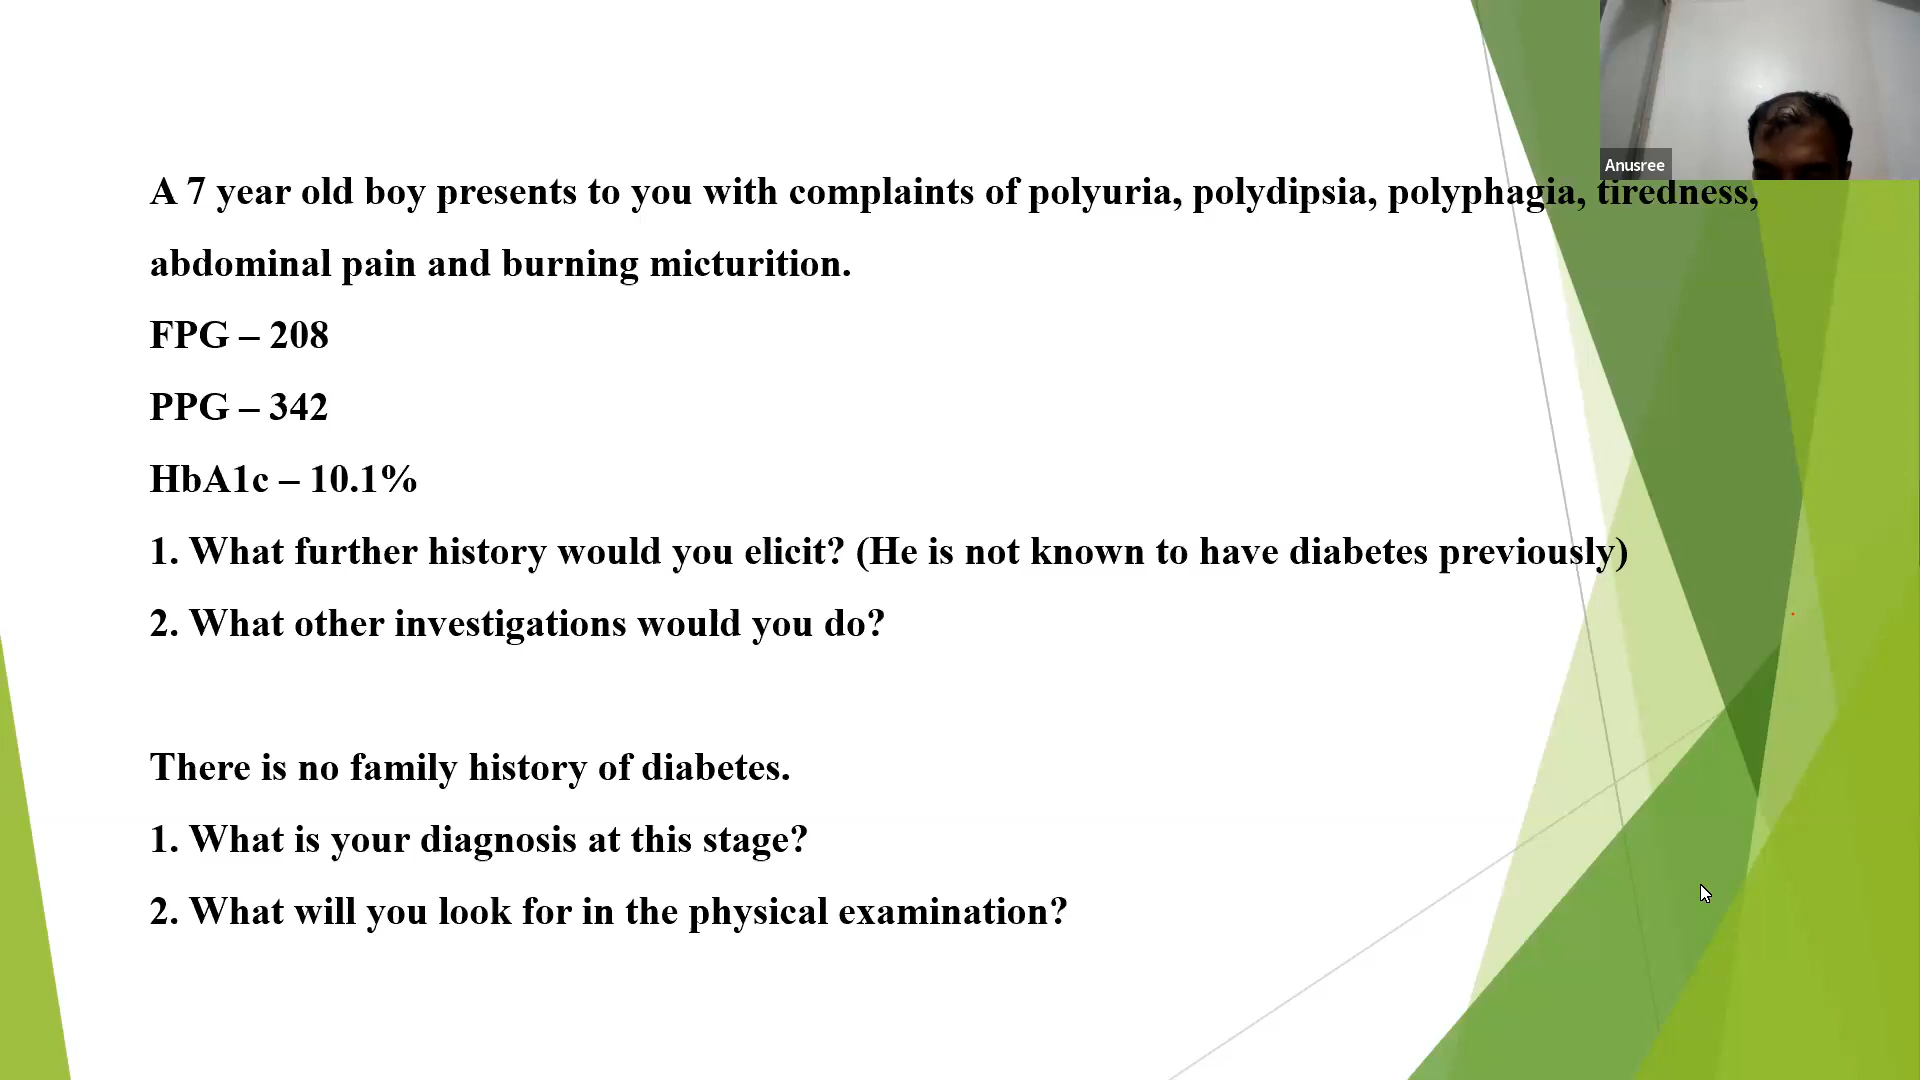 Anusree
A 7 year old boy presents to you with complaints of polyuria, polydipsia, polyphagia, tiredness,
abdominal pain and burning micturition.
FPG – 208
PPG – 342
HbA1c – 10.1%
1. What further history would you elicit? (He is not known to have diabetes previously)
2. What other investigations would you do?
There is no family history of diabetes.
1. What is your diagnosis at this stage?
2. What will you look for in the physical examination?